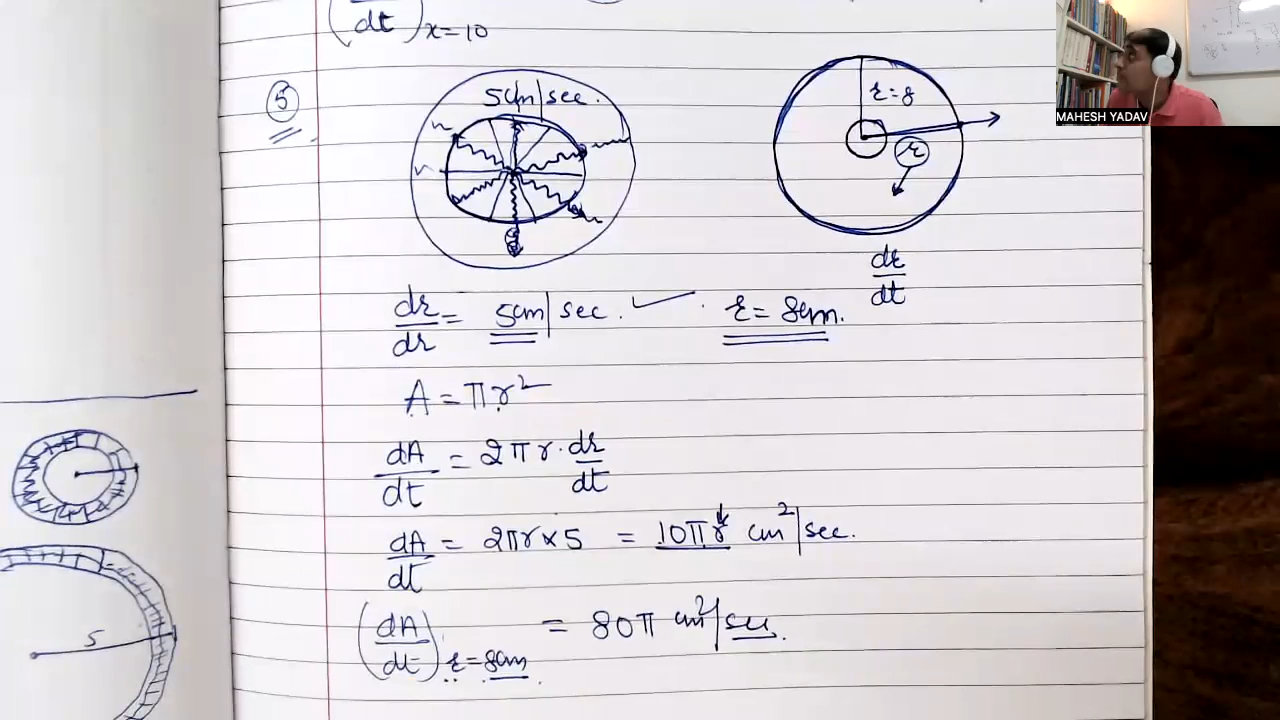 (dt) x=10
5
5cm/sec.
r=8
r
dr/dt
dr/dr = 5cm/sec. ✓. r = 8cm.
A = πr²
dA/dt = 2πr · dr/dt
dA/dt = 2πr×5 = 10πr cm²/sec.
(dA/dt) r=8cm = 80π cm²/sec.
5
MAHESH YADAV